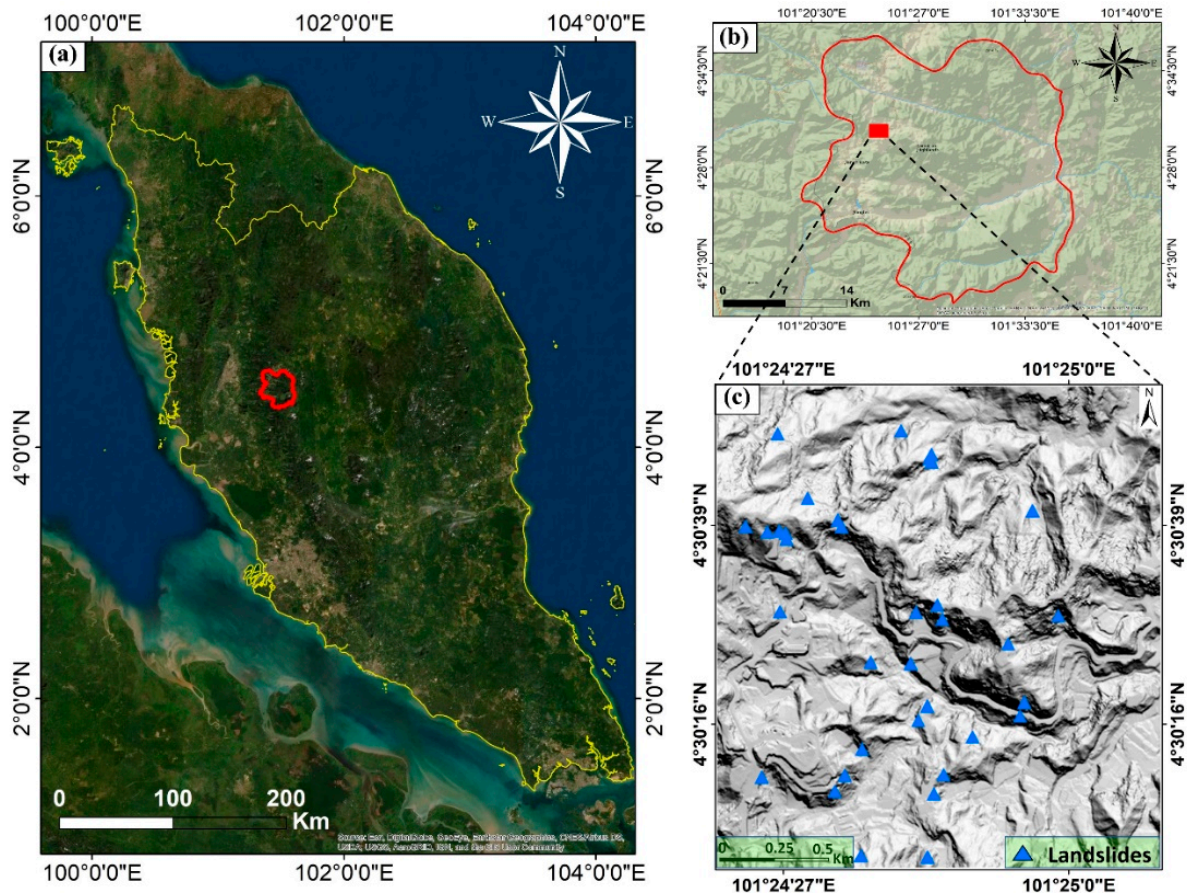 100°0'0"E 102°0'0"E 104°0'0"E
(a)
N
W E
S
6°0'0"N 6°0'0"N
4°0'0"N 4°0'0"N
2°0'0"N 2°0'0"N
0 100 200
Km
100°0'0"E 102°0'0"E 104°0'0"E
101°20'30"E 101°27'0"E 101°33'30"E 101°40'0"E
(b)
N
W E
S
4°34'30"N 4°34'30"N
4°28'0"N 4°28'0"N
4°21'30"N 4°21'30"N
0 7 14
Km
101°20'30"E 101°27'0"E 101°33'30"E 101°40'0"E
101°24'27"E 101°25'0"E
(c)
N
4°30'39"N 4°30'39"N
4°30'16"N 4°30'16"N
0 0.25 0.5
Km
Landslides
101°24'27"E 101°25'0"E